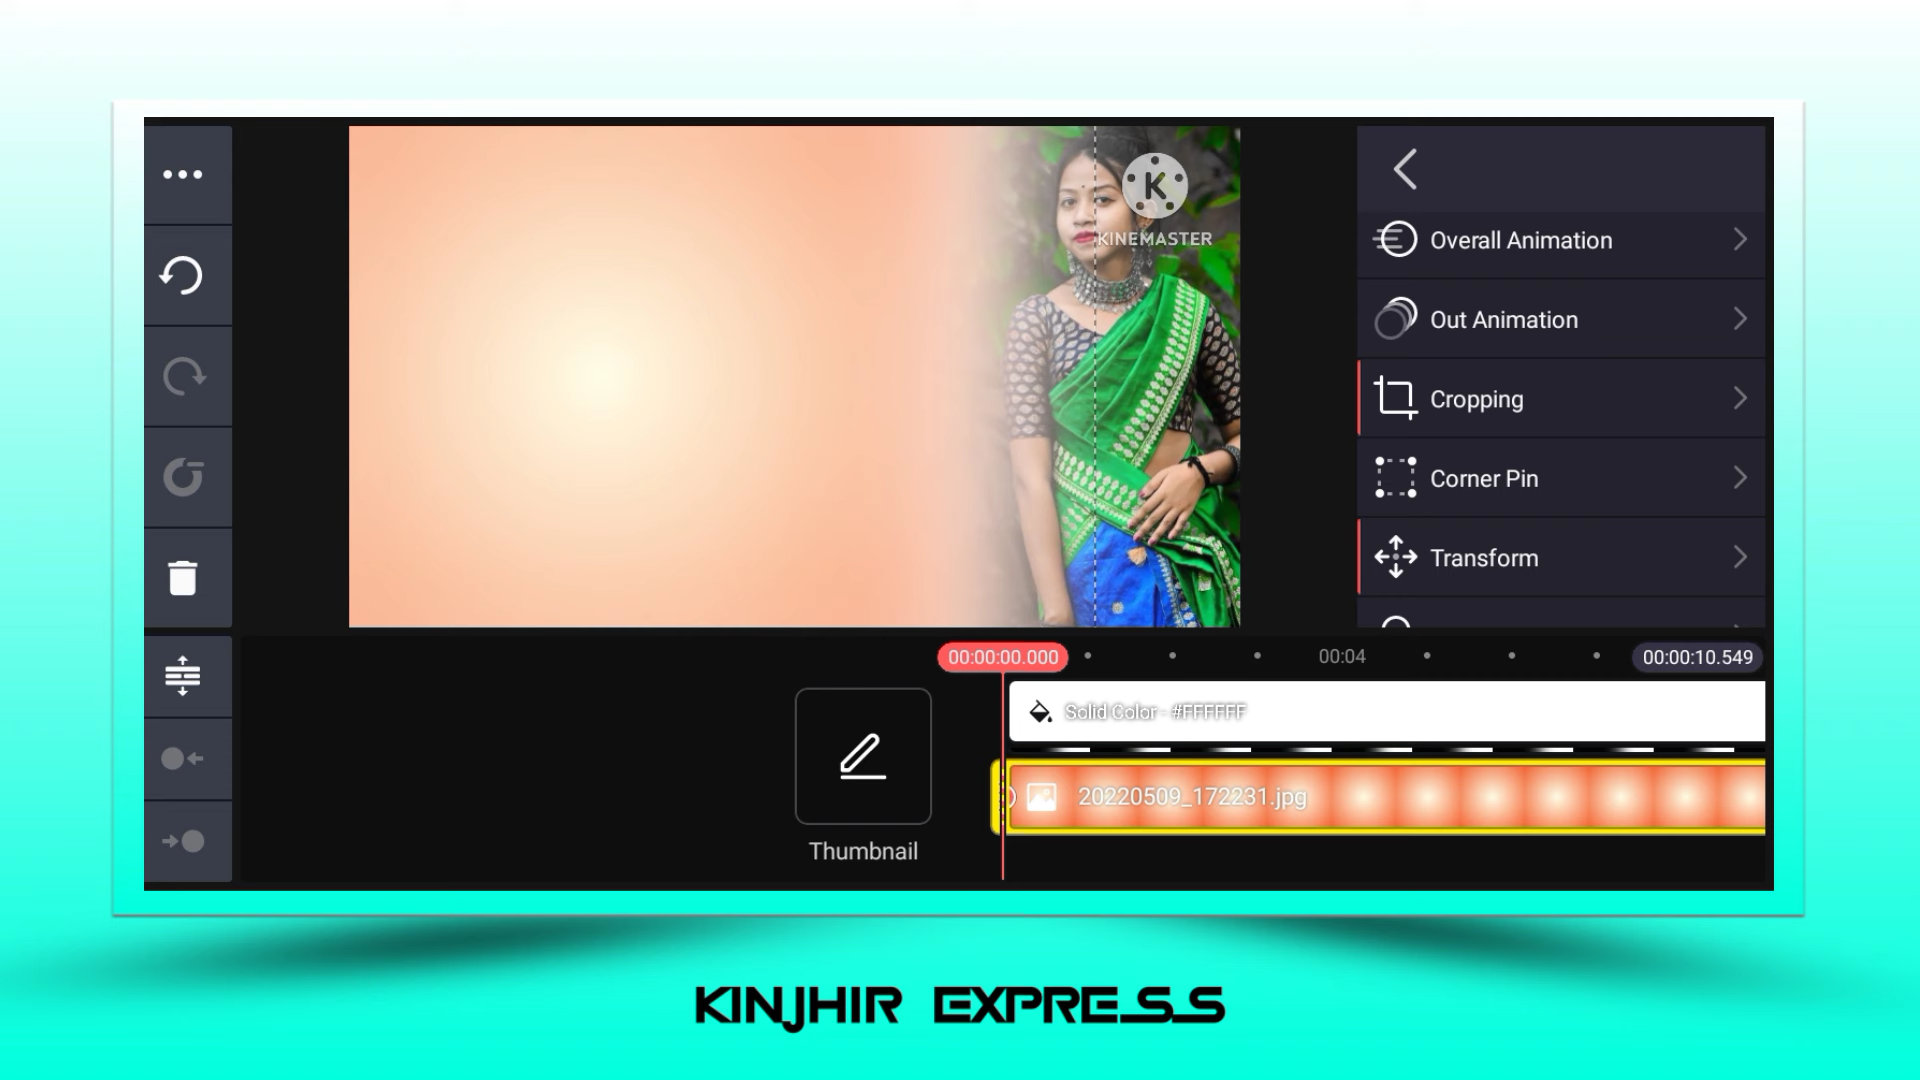 K
KINEMASTER
Overall Animation
Out Animation
Cropping
Corner Pin
Transform
00:00:00.000
00:04
00:00:10.549
Solid Color - #FFFFFF
20220509_172231.jpg
Thumbnail
KINJHIR EXPRESS